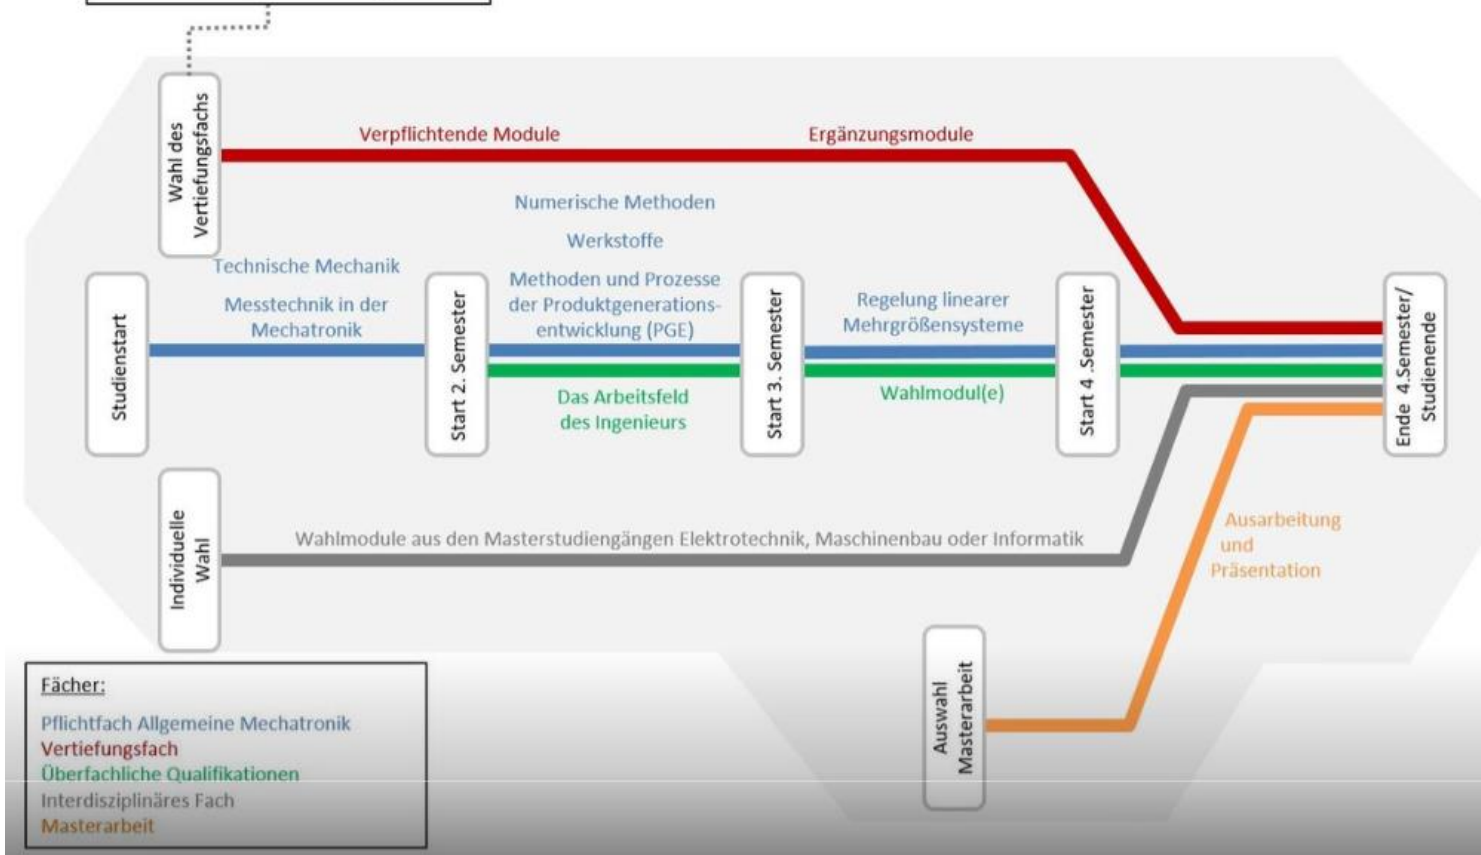 Wahl des
Vertiefungsfachs
Verpflichtende Module
Ergänzungsmodule
Studienstart
Technische Mechanik
Messtechnik in der
Mechatronik
Start 2. Semester
Numerische Methoden
Werkstoffe
Methoden und Prozesse
der Produktgenerations-
entwicklung (PGE)
Das Arbeitsfeld
des Ingenieurs
Start 3. Semester
Regelung linearer
Mehrgrößensysteme
Wahlmodul(e)
Start 4 .Semester
Ende 4.Semester/
Studienende
Individuelle
Wahl
Wahlmodule aus den Masterstudiengängen Elektrotechnik, Maschinenbau oder Informatik
Ausarbeitung
und
Präsentation
Auswahl
Masterarbeit
Fächer:
Pflichtfach Allgemeine Mechatronik
Vertiefungsfach
Überfachliche Qualifikationen
Interdisziplinäres Fach
Masterarbeit